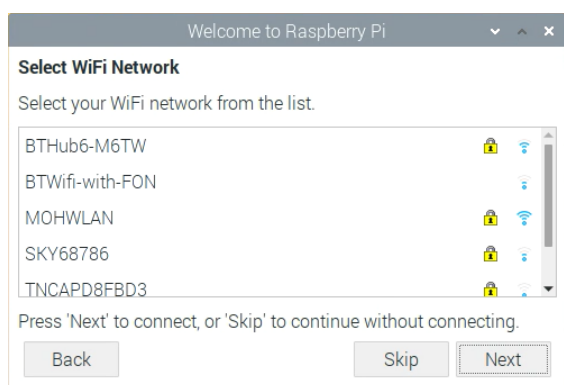 Welcome to Raspberry Pi
Select WiFi Network
Select your WiFi network from the list.
BTHub6-M6TW
BTWifi-with-FON
MOHWLAN
SKY68786
TNCAPD8FBD3
Press 'Next' to connect, or 'Skip' to continue without connecting.
Back Skip Next